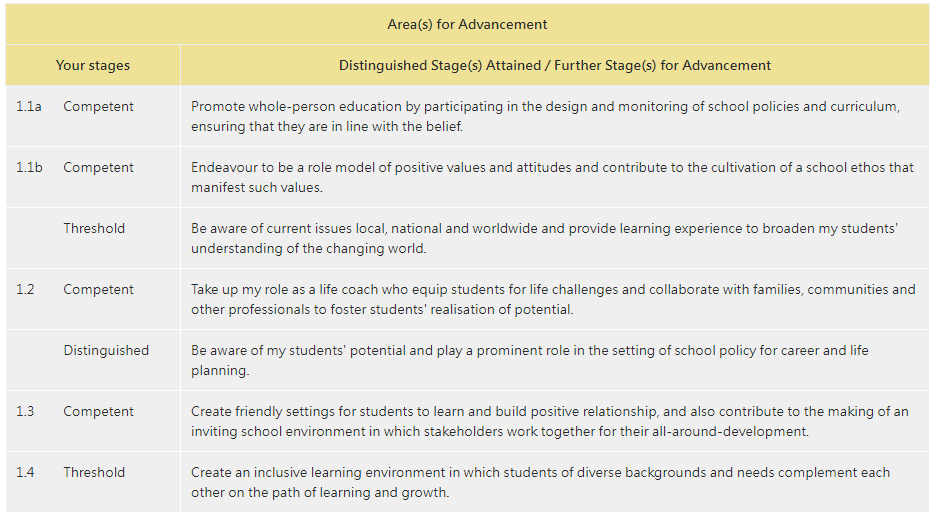 Area(s) for Advancement
Your stages Distinguished Stage(s) Attained / Further Stage(s) for Advancement
1.1a Competent Promote whole-person education by participating in the design and monitoring of school policies and curriculum,
ensuring that they are in line with the belief.
1.1b Competent Endeavour to be a role model of positive values and attitudes and contribute to the cultivation of a school ethos that
manifest such values.
Threshold Be aware of current issues local, national and worldwide and provide learning experience to broaden my students'
understanding of the changing world.
1.2 Competent Take up my role as a life coach who equip students for life challenges and collaborate with families, communities and
other professionals to foster students' realisation of potential.
Distinguished Be aware of my students' potential and play a prominent role in the setting of school policy for career and life
planning.
1.3 Competent Create friendly settings for students to learn and build positive relationship, and also contribute to the making of an
inviting school environment in which stakeholders work together for their all-around-development.
1.4 Threshold Create an inclusive learning environment in which students of diverse backgrounds and needs complement each
other on the path of learning and growth.